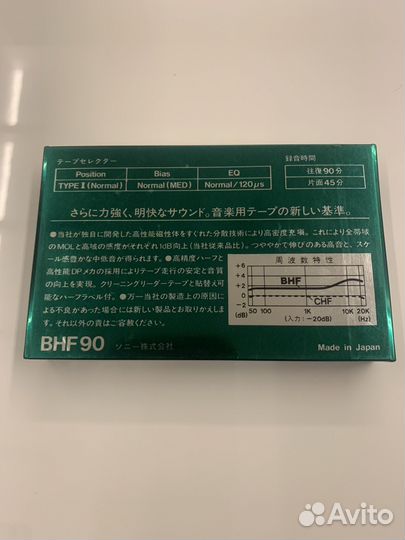 テープセレクター
録音時間
Position Bias EQ
往復90分
TYPE I (Normal) Normal (MED) Normal/120μs
片面45分
さらに力強く、明快なサウンド。音楽用テープの新しい基準。
●当社が独自に開発した高性能磁性体をすぐれた分散技術により高密度充填。これにより全帯域
のMOLと高域の感度がそれぞれ1dB向上(当社従来品比)。つややかで伸びのある高音と、スケ
ール感豊かな中低音が得られます。●高精度ハーフと
高性能DPメカの採用によりテープ走行の安定と音質
の向上を実現。クリーニングリーダーテープと貼替え可
能なハーフラベル付。●万一当社の製造上の原因に
よる不良があった場合には新しい製品とお取りかえしま
す。それ以外の責はご容赦ください。
周波数特性
+6
+4
+2
0
-2
-4
BHF
CHF
50 100 1K 10K 20K
(dB) (入力:-20dB) (Hz)
BHF90 ソニー株式会社
Made in Japan
Avito